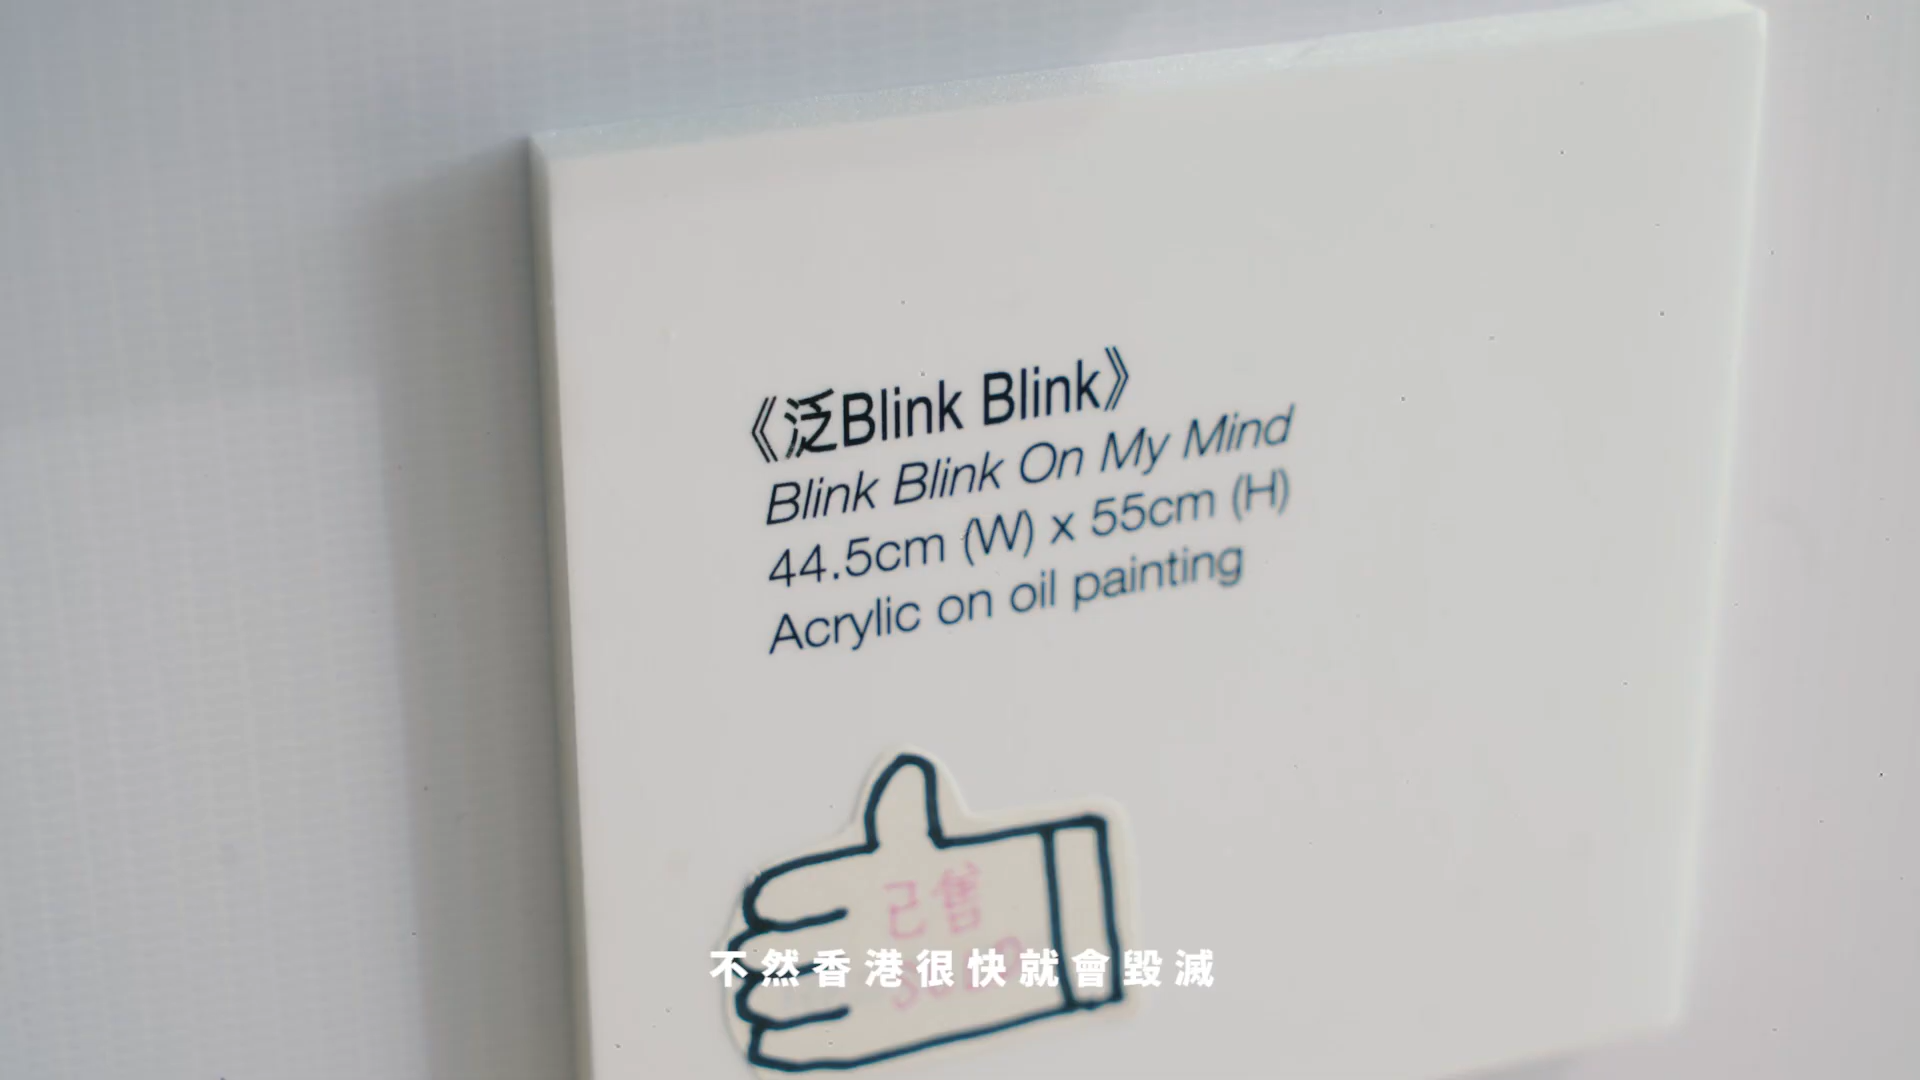 《泛Blink Blink》
Blink Blink On My Mind
44.5cm (W) x 55cm (H)
Acrylic on oil painting
已售
SOLD
不然香港很快就會毀滅